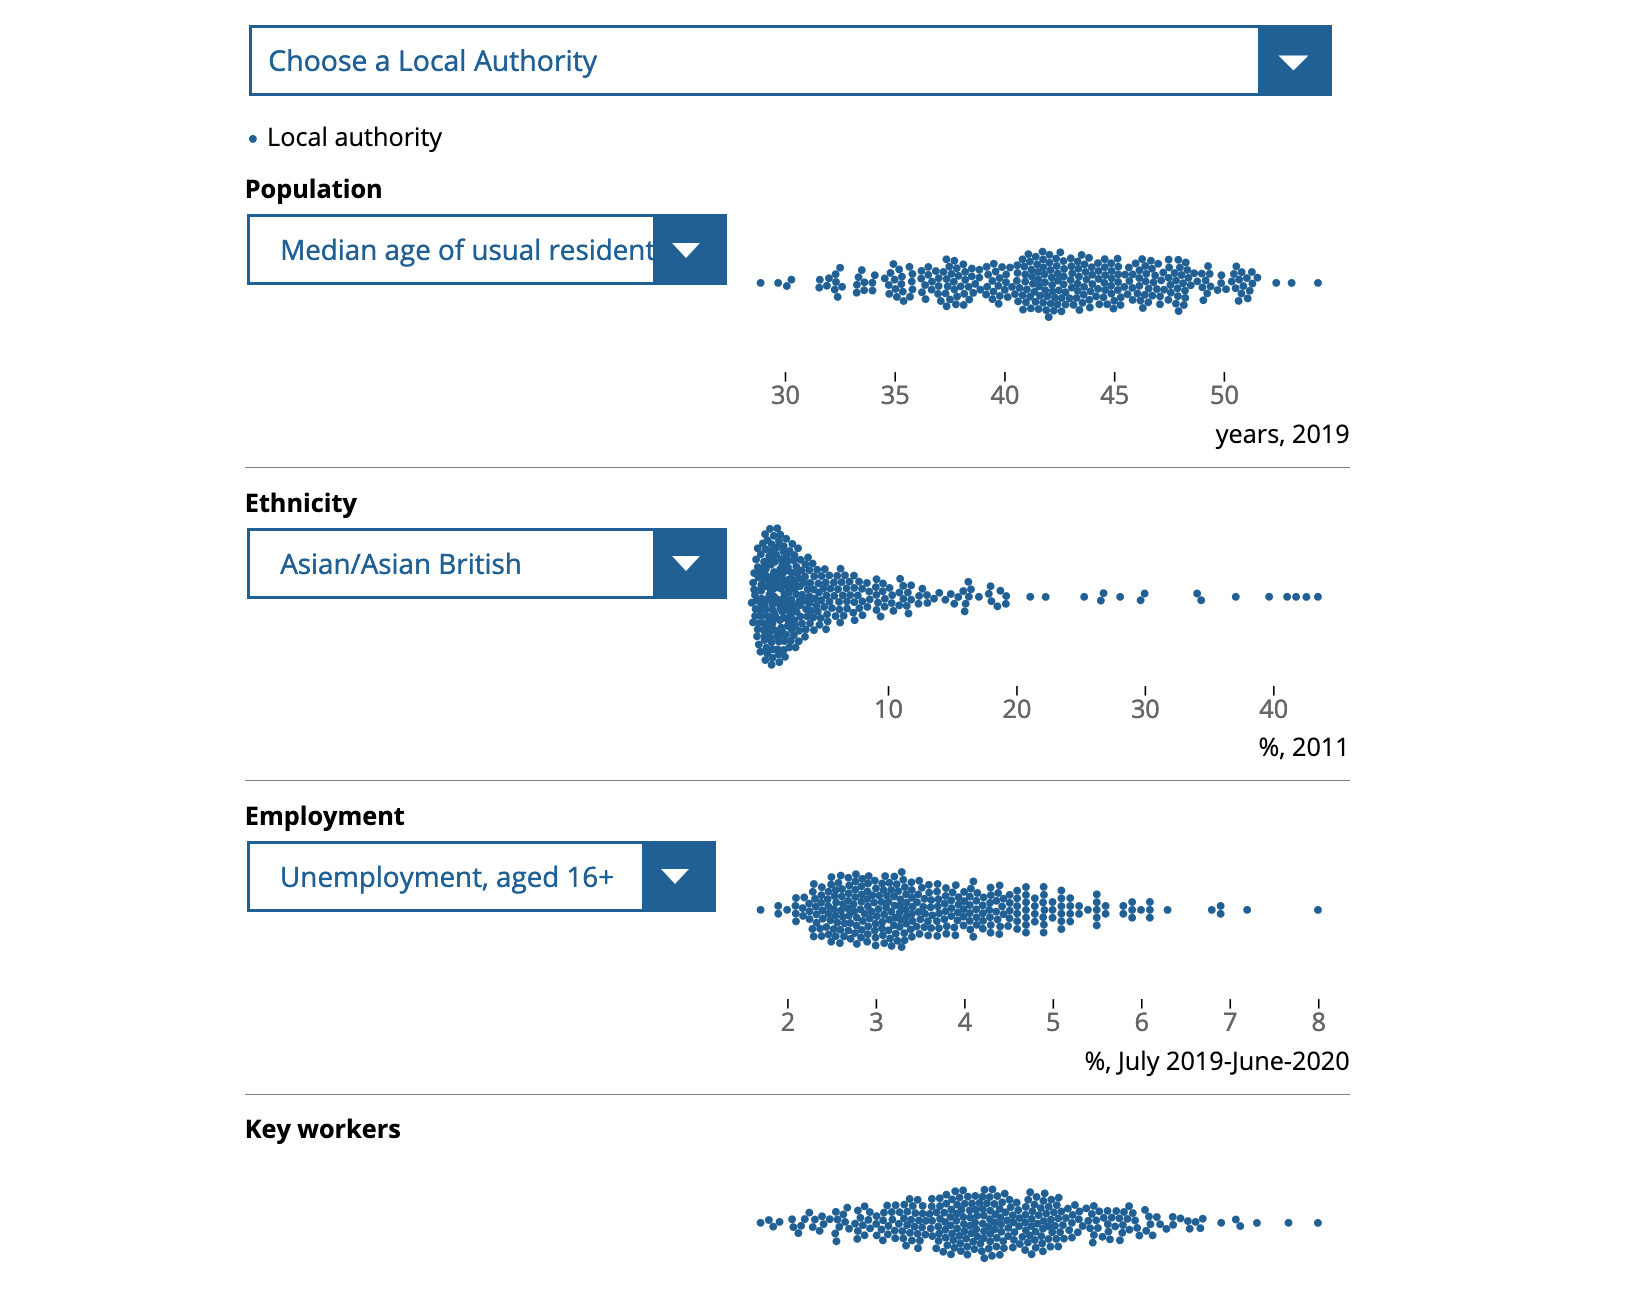 Choose a Local Authority
Local authority
Population
Median age of usual resident
30 35 40 45 50
years, 2019
Ethnicity
Asian/Asian British
10 20 30 40
%, 2011
Employment
Unemployment, aged 16+
2 3 4 5 6 7 8
%, July 2019-June-2020
Key workers